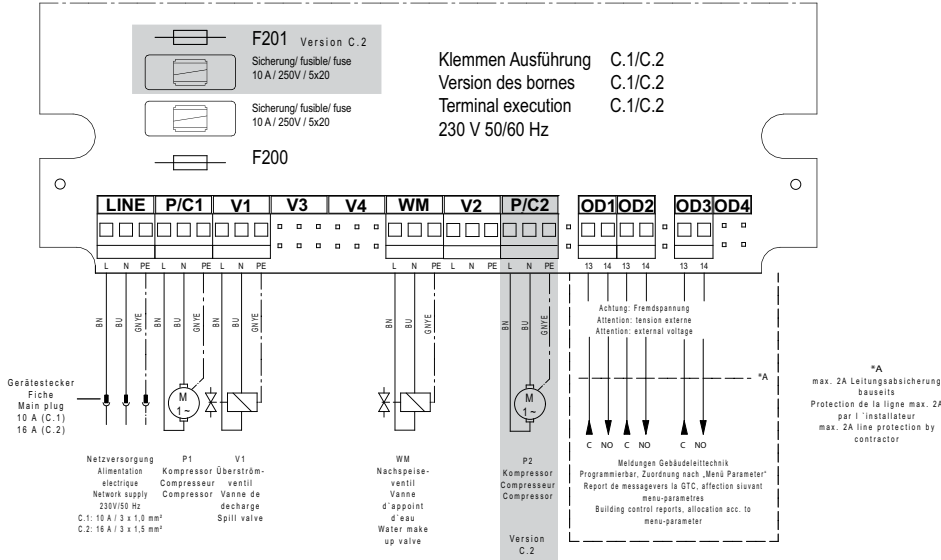 F201 Version C.2
Sicherung/ fusible/ fuse
10 A / 250V / 5x20
Sicherung/ fusible/ fuse
10 A / 250V / 5x20
F200
Klemmen Ausführung C.1/C.2
Version des bornes C.1/C.2
Terminal execution C.1/C.2
230 V 50/60 Hz
LINE P/C1 V1 V3 V4 WM V2 P/C2 OD1 OD2 OD3 OD4
L N PE L N PE L N PE L N PE L N PE L N PE 13 14 13 14 13 14
BN BU GNYE BN BU GNYE BN BU GNYE BN BU GNYE BN BU GNYE
Achtung: Fremdspannung
Attention: tension externe
Attention: external voltage
*A
M
1 ~
M
1 ~
C NO C NO C NO
Gerätestecker
Fiche
Main plug
10 A (C.1)
16 A (C.2)
Netzversorgung
Alimentation
electrique
Network supply
230V/50 Hz
C.1: 10 A / 3 x 1,0 mm²
C.2: 16 A / 3 x 1,5 mm²
P1
Kompressor
Compresseur
Compressor
V1
Überström-
ventil
Vanne de
decharge
Spill valve
WM
Nachspeise-
ventil
Vanne
d`appoint
d`eau
Water make
up valve
P2
Kompressor
Compresseur
Compressor
Version
C.2
Meldungen Gebäudeleittechnik
Programmierbar, Zuordnung nach „Menü Parameter“
Report de messagevers la GTC, affection siuvant
menu-parametres
Building control reports, allocation acc. to
menu-parameter
*A
max. 2A Leitungsabsicherung
bauseits
Protection de la ligne max. 2A
par l ´installateur
max. 2A line protection by
contractor